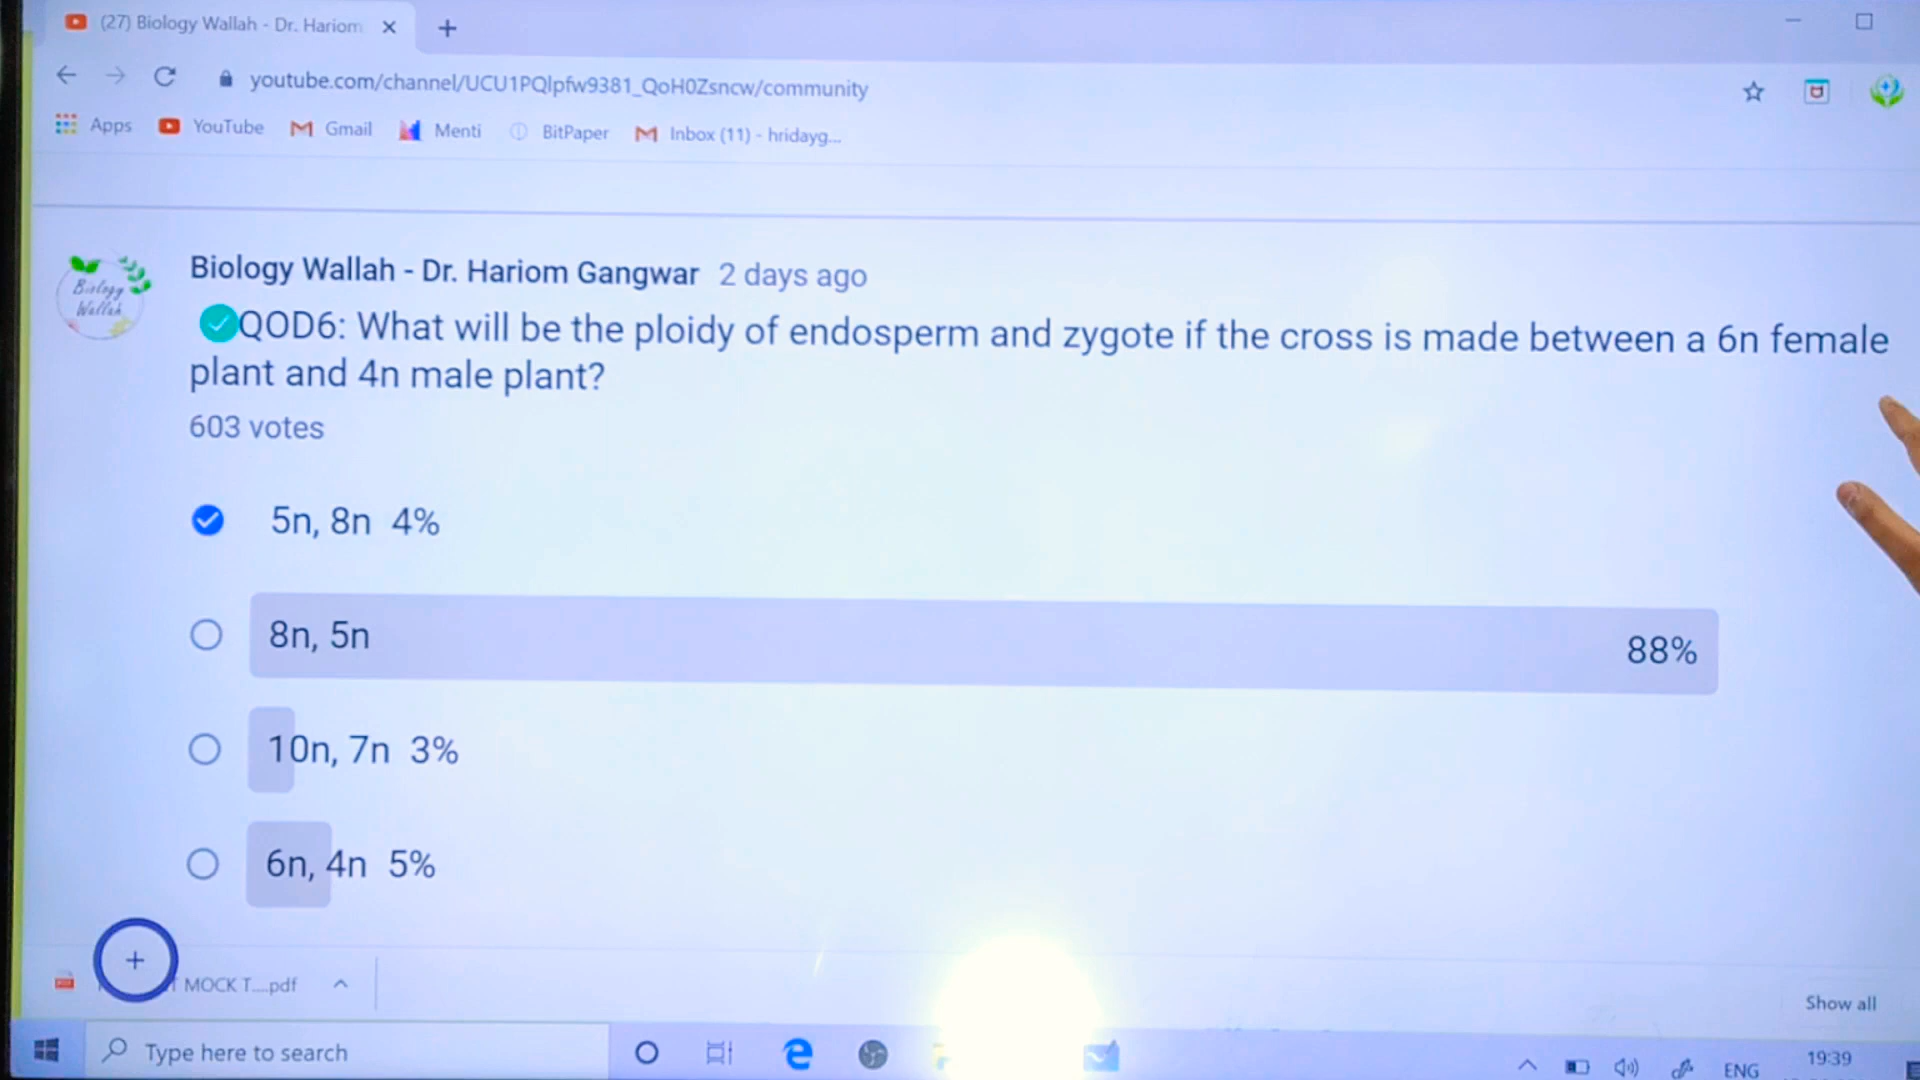 (27) Biology Wallah - Dr. Hariom
youtube.com/channel/UCU1PQlpfw9381_QoH0Zsncw/community
Apps YouTube Gmail Menti BitPaper Inbox (11) - hridayg...
Biology Wallah
Biology Wallah - Dr. Hariom Gangwar 2 days ago
QOD6: What will be the ploidy of endosperm and zygote if the cross is made between a 6n female
plant and 4n male plant?
603 votes
5n, 8n 4%
8n, 5n 88%
10n, 7n 3%
6n, 4n 5%
MOCK T....pdf
Show all
Type here to search
ENG
19:39